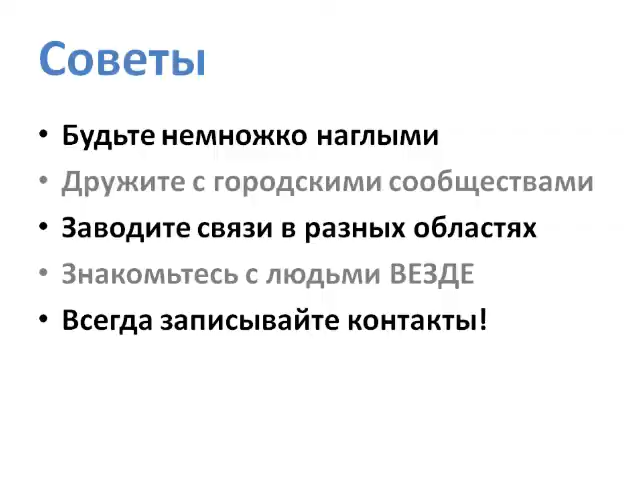 Советы
• Будьте немножко наглыми
• Дружите с городскими сообществами
• Заводите связи в разных областях
• Знакомьтесь с людьми ВЕЗДЕ
• Всегда записывайте контакты!